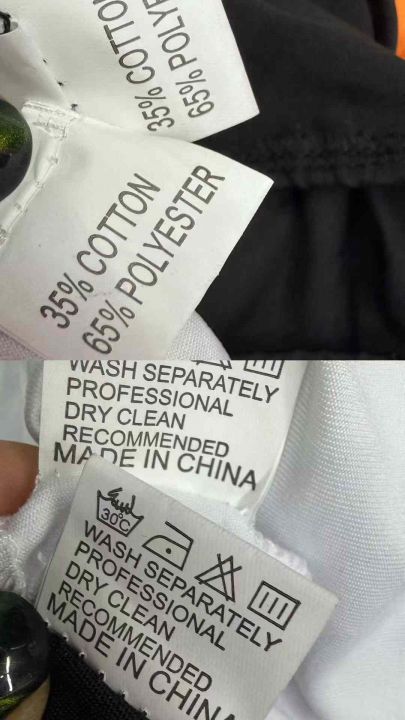 35% COTTON
65% POLYE
35% COTTON
65% POLYESTER
WASH SEPARATELY
PROFESSIONAL
DRY CLEAN
RECOMMENDED
MADE IN CHINA
30°C
WASH SEPARATELY
PROFESSIONAL
DRY CLEAN
RECOMMENDED
MADE IN CHINA